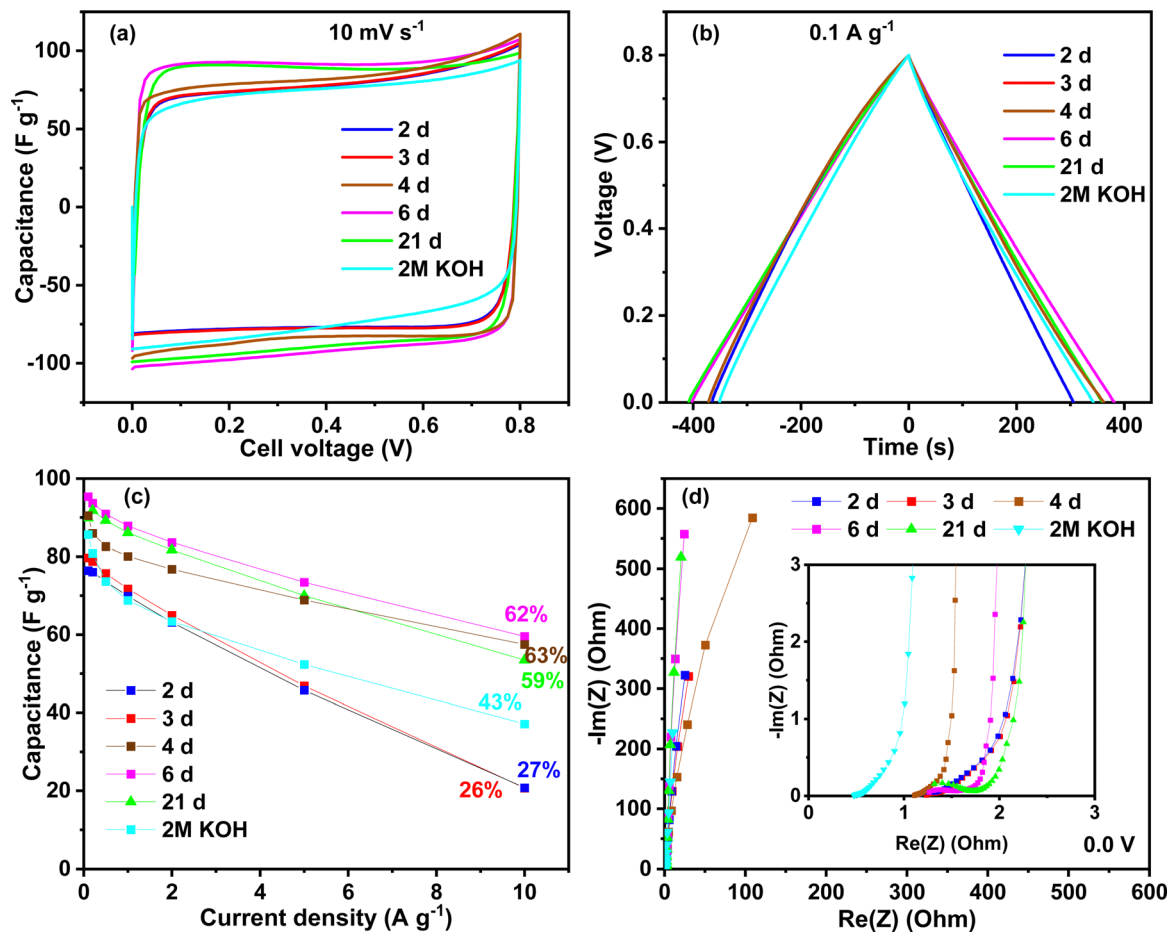 (a)
10 mV s⁻¹
100
50
0
-50
-100
Capacitance (F g⁻¹)
2 d
3 d
4 d
6 d
21 d
2M KOH
0.0
0.2
0.4
0.6
0.8
Cell voltage (V)
(b)
0.1 A g⁻¹
0.8
0.6
0.4
0.2
0.0
Voltage (V)
2 d
3 d
4 d
6 d
21 d
2M KOH
-400
-200
0
200
400
Time (s)
(c)
100
80
60
40
20
0
Capacitance (F g⁻¹)
62%
63%
59%
43%
27%
26%
2 d
3 d
4 d
6 d
21 d
2M KOH
0
2
4
6
8
10
Current density (A g⁻¹)
(d)
2 d
3 d
4 d
6 d
21 d
2M KOH
600
500
400
300
200
100
0
-Im(Z) (Ohm)
3
2
1
0
-Im(Z) (Ohm)
0
1
2
3
Re(Z) (Ohm)
0.0 V
0
100
200
300
400
500
600
Re(Z) (Ohm)